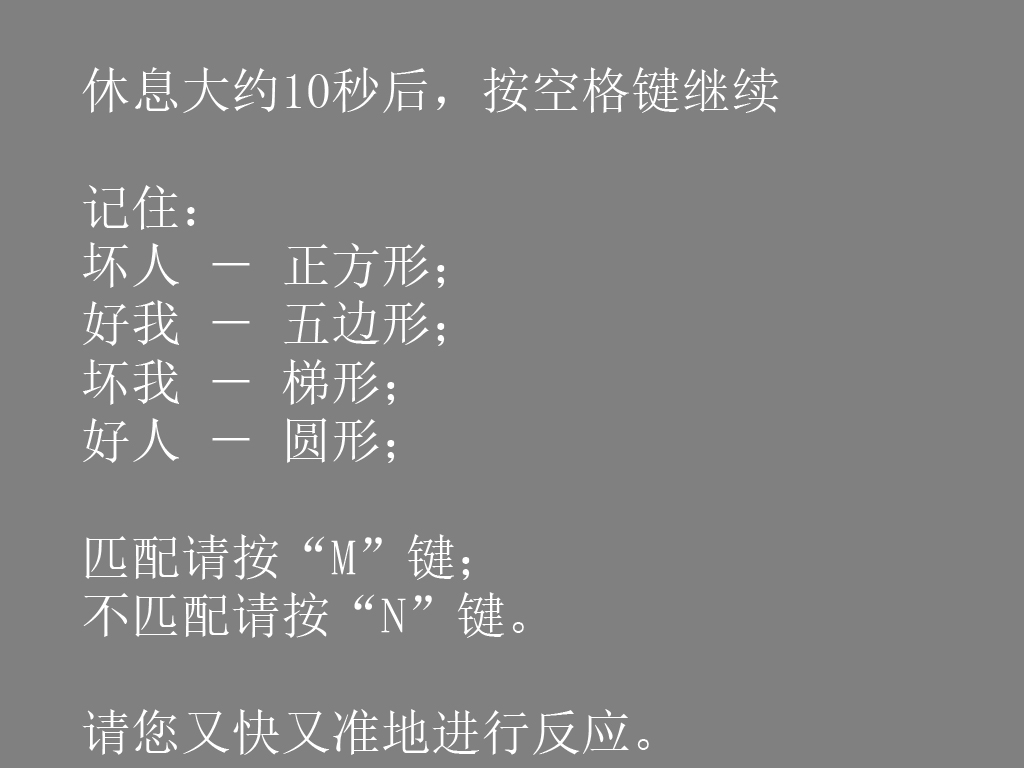 休息大约10秒后，按空格键继续
记住：
坏人 － 正方形；
好我 － 五边形；
坏我 － 梯形；
好人 － 圆形；
匹配请按“M”键；
不匹配请按“N”键。
请您又快又准地进行反应。